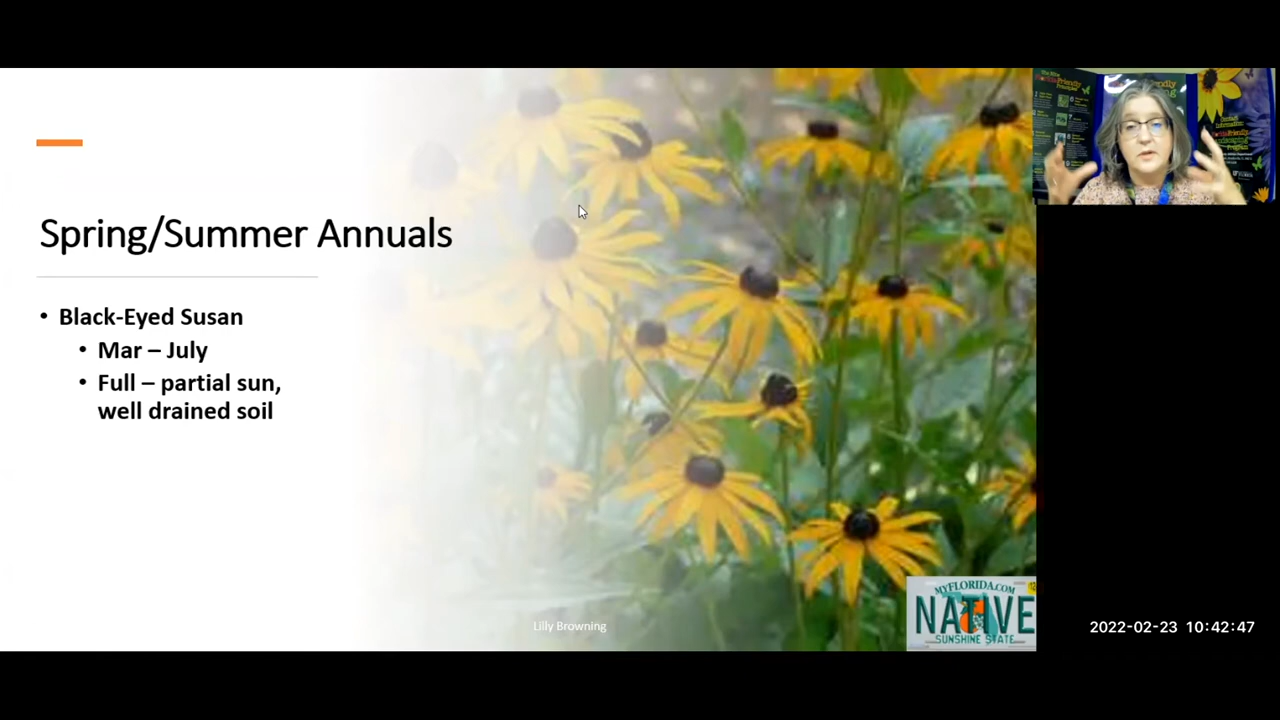 Spring/Summer Annuals
• Black-Eyed Susan
• Mar – July
• Full – partial sun,
well drained soil
Lilly Browning
MYFLORIDA.COM
NATIVE
SUNSHINE STATE
2022-02-23 10:42:47